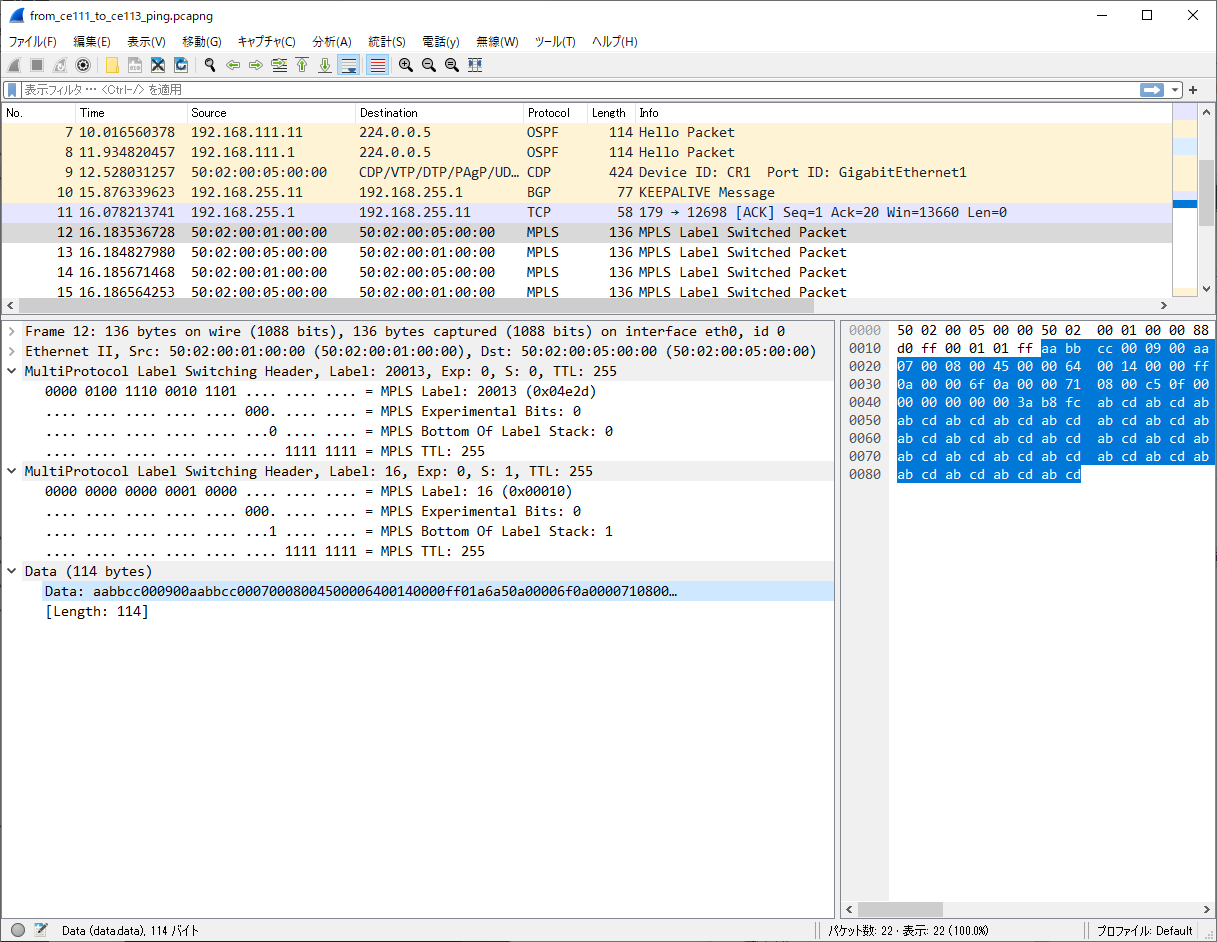 from_ce111_to_ce113_ping.pcapng
ファイル(F) 編集(E) 表示(V) 移動(G) キャプチャ(C) 分析(A) 統計(S) 電話(y) 無線(W) ツール(T) ヘルプ(H)
表示フィルタ … <Ctrl-/> を適用
No. Time Source Destination Protocol Length Info
7 10.016560378 192.168.111.11 224.0.0.5 OSPF 114 Hello Packet
8 11.934820457 192.168.111.1 224.0.0.5 OSPF 114 Hello Packet
9 12.528031257 50:02:00:05:00:00 CDP/VTP/DTP/PAgP/UD… CDP 424 Device ID: CR1  Port ID: GigabitEthernet1
10 15.876339623 192.168.255.11 192.168.255.1 BGP 77 KEEPALIVE Message
11 16.078213741 192.168.255.1 192.168.255.11 TCP 58 179 → 12698 [ACK] Seq=1 Ack=20 Win=13660 Len=0
12 16.183536728 50:02:00:01:00:00 50:02:00:05:00:00 MPLS 136 MPLS Label Switched Packet
13 16.184827980 50:02:00:05:00:00 50:02:00:01:00:00 MPLS 136 MPLS Label Switched Packet
14 16.185671468 50:02:00:01:00:00 50:02:00:05:00:00 MPLS 136 MPLS Label Switched Packet
15 16.186564253 50:02:00:05:00:00 50:02:00:01:00:00 MPLS 136 MPLS Label Switched Packet
Frame 12: 136 bytes on wire (1088 bits), 136 bytes captured (1088 bits) on interface eth0, id 0
Ethernet II, Src: 50:02:00:01:00:00 (50:02:00:01:00:00), Dst: 50:02:00:05:00:00 (50:02:00:05:00:00)
MultiProtocol Label Switching Header, Label: 20013, Exp: 0, S: 0, TTL: 255
0000 0100 1110 0010 1101 .... .... .... = MPLS Label: 20013 (0x04e2d)
.... .... .... .... .... 000. .... .... = MPLS Experimental Bits: 0
.... .... .... .... .... ...0 .... .... = MPLS Bottom Of Label Stack: 0
.... .... .... .... .... .... 1111 1111 = MPLS TTL: 255
MultiProtocol Label Switching Header, Label: 16, Exp: 0, S: 1, TTL: 255
0000 0000 0000 0001 0000 .... .... .... = MPLS Label: 16 (0x00010)
.... .... .... .... .... 000. .... .... = MPLS Experimental Bits: 0
.... .... .... .... .... ...1 .... .... = MPLS Bottom Of Label Stack: 1
.... .... .... .... .... .... 1111 1111 = MPLS TTL: 255
Data (114 bytes)
Data: aabbcc000900aabbcc00070008004500006400140000ff01a6a50a00006f0a0000710800…
[Length: 114]
0000 50 02 00 05 00 00 50 02 00 01 00 00 88
0010 d0 ff 00 01 01 ff aa bb cc 00 09 00 aa
0020 07 00 08 00 45 00 00 64 00 14 00 00 ff
0030 0a 00 00 6f 0a 00 00 71 08 00 c5 0f 00
0040 00 00 00 00 00 3a b8 fc ab cd ab cd ab
0050 ab cd ab cd ab cd ab cd ab cd ab cd ab
0060 ab cd ab cd ab cd ab cd ab cd ab cd ab
0070 ab cd ab cd ab cd ab cd ab cd ab cd ab
0080 ab cd ab cd ab cd ab cd
Data (data.data), 114 バイト
パケット数: 22 · 表示: 22 (100.0%)
プロファイル: Default